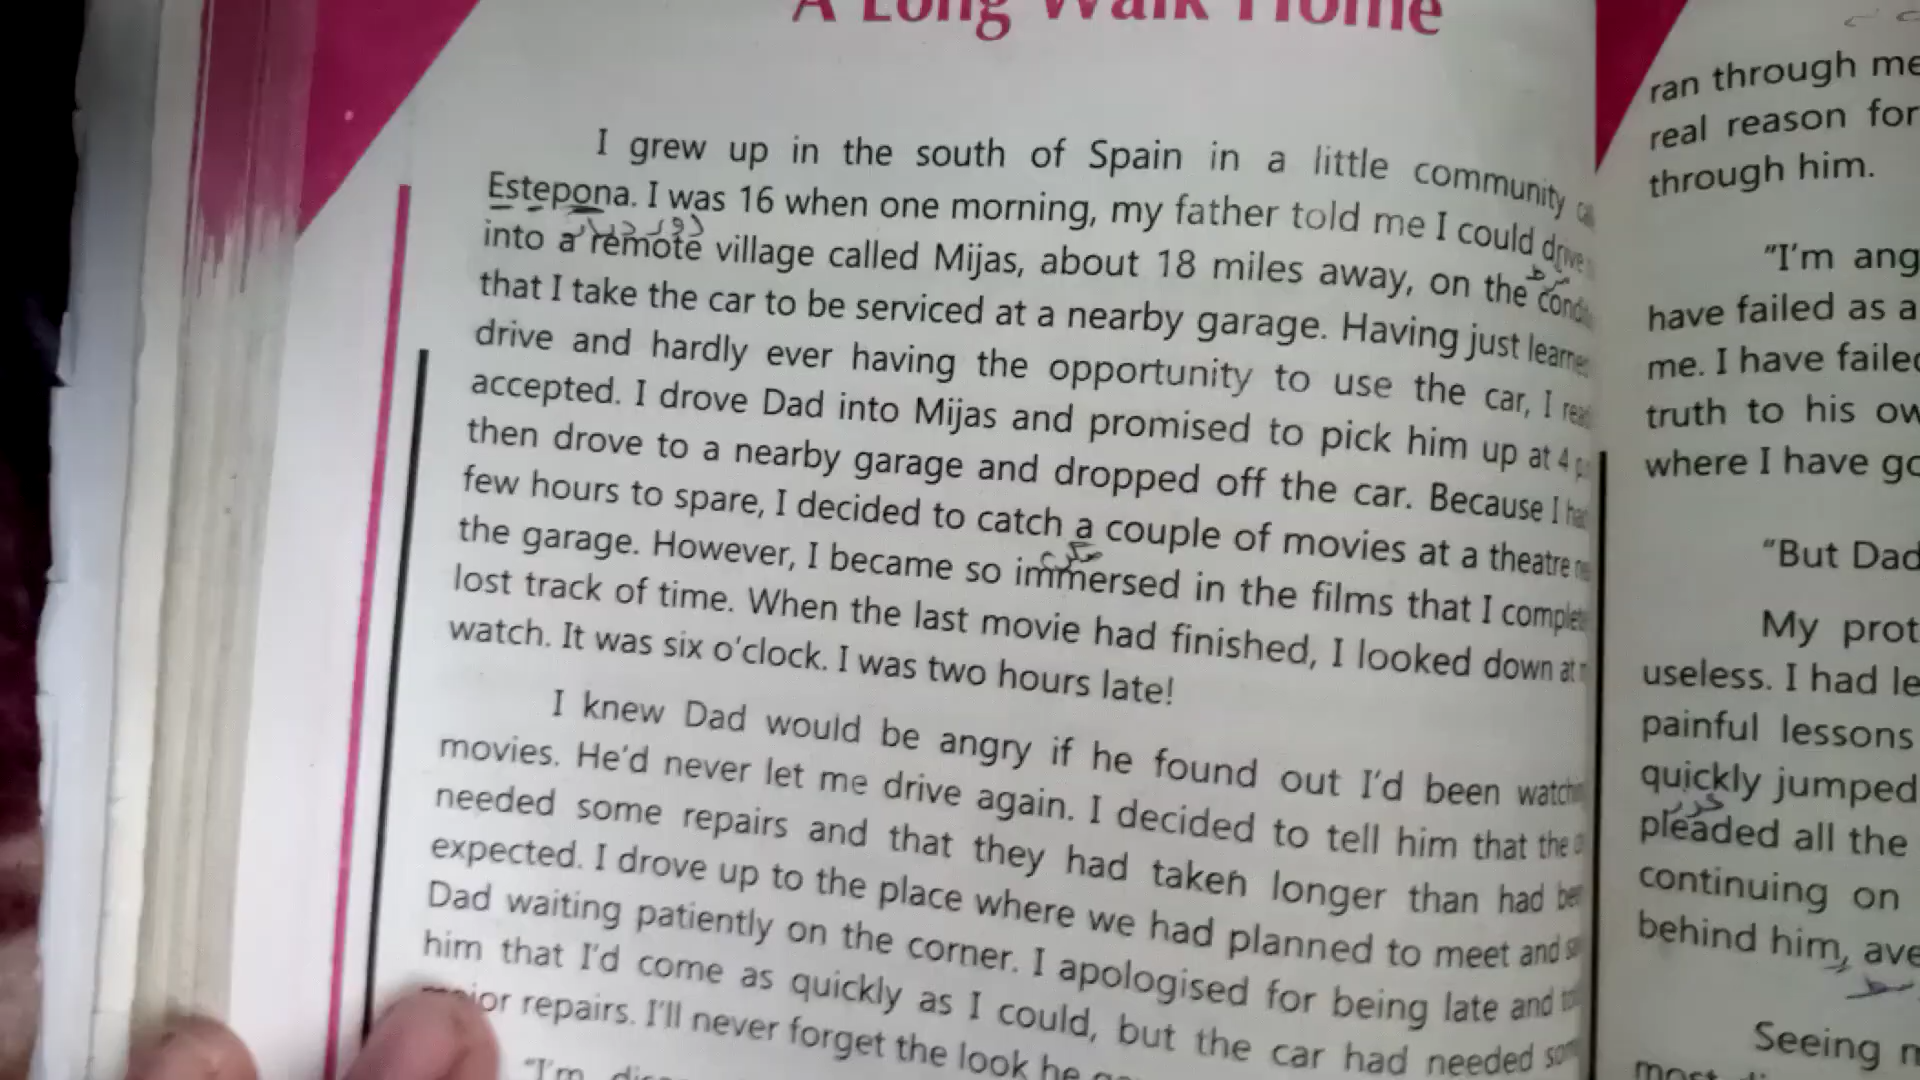 A Long Walk Home
I grew up in the south of Spain in a little community
Estepona. I was 16 when one morning, my father told me I could drive
into a remote village called Mijas, about 18 miles away, on the
that I take the car to be serviced at a nearby garage. Having just
drive and hardly ever having the opportunity to use the car, I
accepted. I drove Dad into Mijas and promised to pick him up at 4
then drove to a nearby garage and dropped off the car. Because I
few hours to spare, I decided to catch a couple of movies at a theatre
the garage. However, I became so immersed in the films that I
lost track of time. When the last movie had finished, I looked down at
watch. It was six o'clock. I was two hours late!
I knew Dad would be angry if he found out I'd been
movies. He'd never let me drive again. I decided to tell him that the
needed some repairs and that they had taken longer than had
expected. I drove up to the place where we had planned to meet and
Dad waiting patiently on the corner. I apologised for being late and
him that I'd come as quickly as I could, but the car had needed
repairs. I'll never forget the look he
"I'm
ran through
real reason for
through him.
"I'm
have failed as a
me. I have
truth to his
where I have
"But Dad
My
useless. I had
painful lessons
quickly jumped
pleaded all the
continuing on
behind him,
Seeing